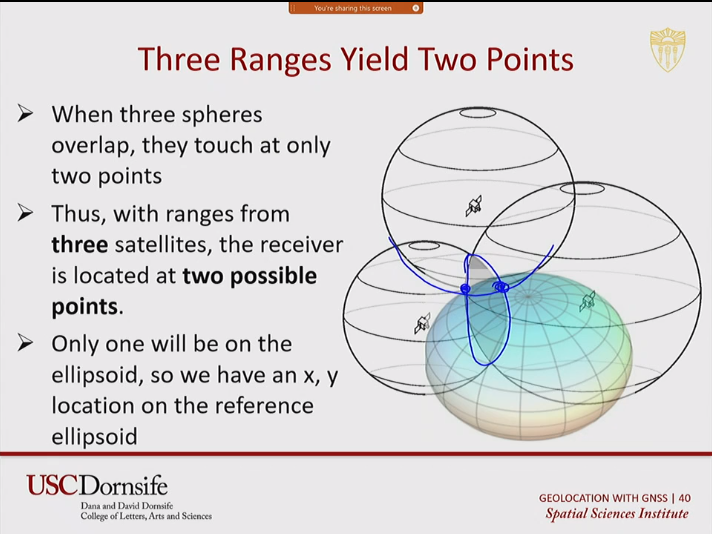 You're sharing this screen
Three Ranges Yield Two Points
When three spheres
overlap, they touch at only
two points
Thus, with ranges from
three satellites, the receiver
is located at two possible
points.
Only one will be on the
ellipsoid, so we have an x, y
location on the reference
ellipsoid
USCDornsife
Dana and David Dornsife
College of Letters, Arts and Sciences
GEOLOCATION WITH GNSS | 40
Spatial Sciences Institute